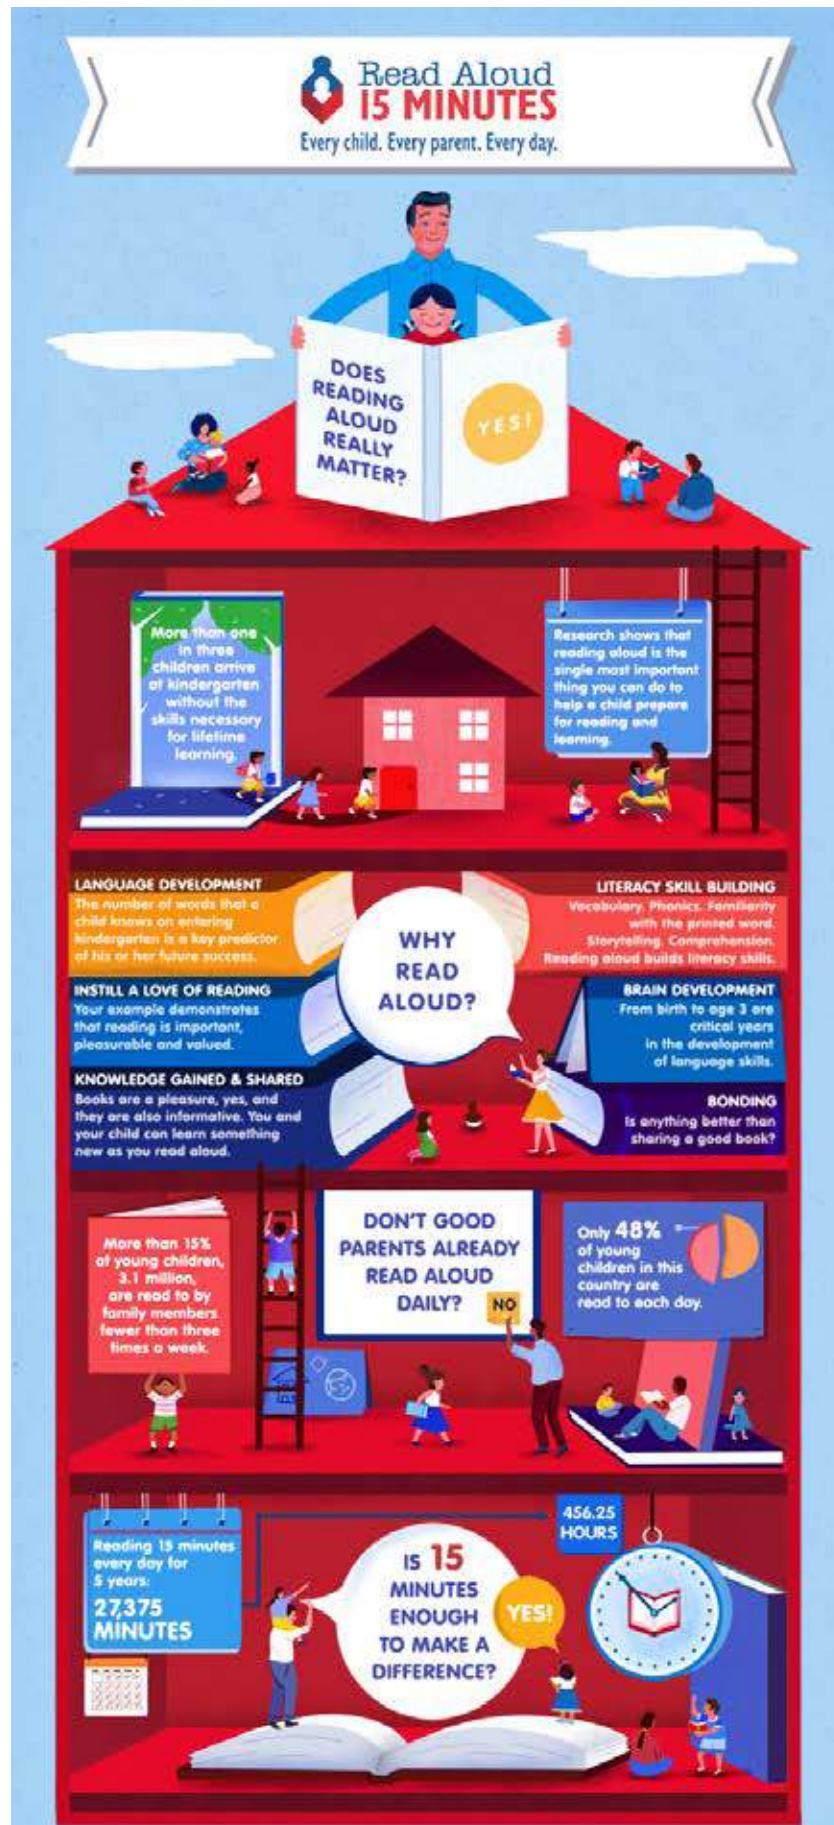 Read Aloud
15 MINUTES
Every child. Every parent. Every day.
DOES
READING
ALOUD
REALLY
MATTER?
YES!
More than one
in three
children arrive
at kindergarten
without the
skills necessary
for lifetime
learning.
Research shows that
reading aloud is the
single most important
thing you can do to
help a child prepare
for reading and
learning.
WHY
READ
ALOUD?
LANGUAGE DEVELOPMENT
The number of words that a
child knows on entering
kindergarten is a key predictor
of his or her future success.
INSTILL A LOVE OF READING
Your example demonstrates
that reading is important,
pleasurable and valued.
KNOWLEDGE GAINED & SHARED
Books are a pleasure, yes, and
they are also informative. You and
your child can learn something
new as you read aloud.
LITERACY SKILL BUILDING
Vocabulary. Phonics. Familiarity
with the printed word.
Storytelling. Comprehension.
Reading aloud builds literacy skills.
BRAIN DEVELOPMENT
From birth to age 3 are
critical years
in the development
of language skills.
BONDING
Is anything better than
sharing a good book?
More than 15%
of young children,
3.1 million,
are read to by
family members
fewer than three
times a week.
DON'T GOOD
PARENTS ALREADY
READ ALOUD
DAILY?
NO
Only 48%
of young
children in this
country are
read to each day.
Reading 15 minutes
every day for
5 years:
27,375
MINUTES
456.25
HOURS
IS 15
MINUTES
ENOUGH
TO MAKE A
DIFFERENCE?
YES!